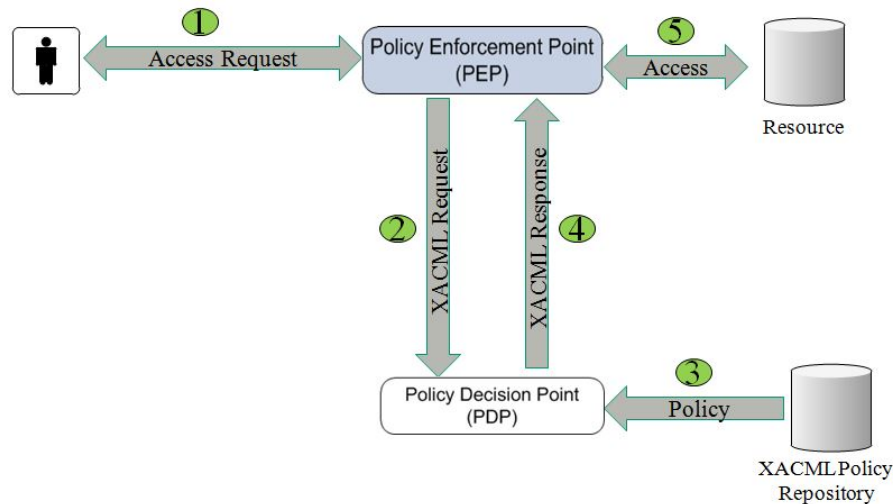 1
Access Request
Policy Enforcement Point
(PEP)
5
Access
Resource
2
XACML Request
4
XACML Response
3
Policy
Policy Decision Point
(PDP)
XACML Policy
Repository